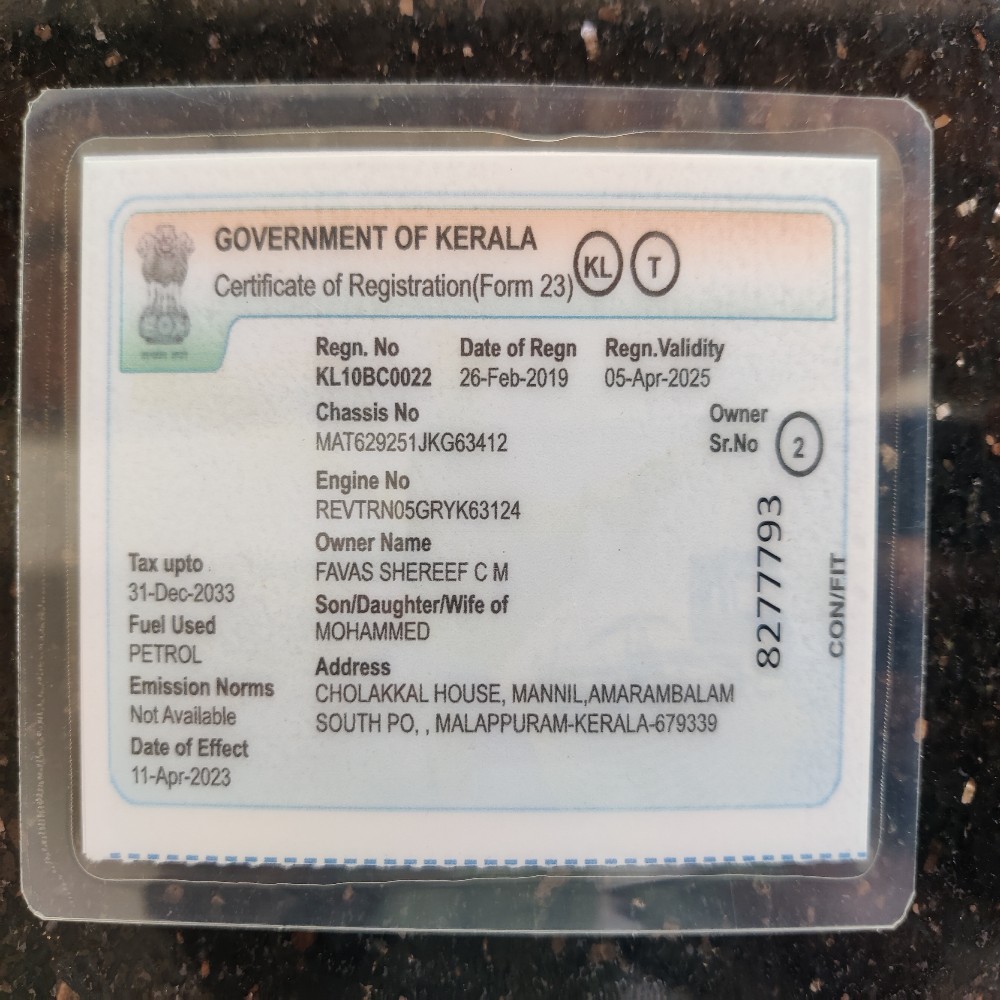 GOVERNMENT OF KERALA
Certificate of Registration(Form 23)
KL T
Regn. No Date of Regn Regn.Validity
KL10BC0022 26-Feb-2019 05-Apr-2025
Chassis No
MAT629251JKG63412
Owner
Sr.No 2
Engine No
REVTRN05GRYK63124
Owner Name
FAVAS SHEREEF C M
Son/Daughter/Wife of
MOHAMMED
Address
CHOLAKKAL HOUSE, MANNIL,AMARAMBALAM
SOUTH PO, , MALAPPURAM-KERALA-679339
Tax upto
31-Dec-2033
Fuel Used
PETROL
Emission Norms
Not Available
Date of Effect
11-Apr-2023
8277793
CON/FIT